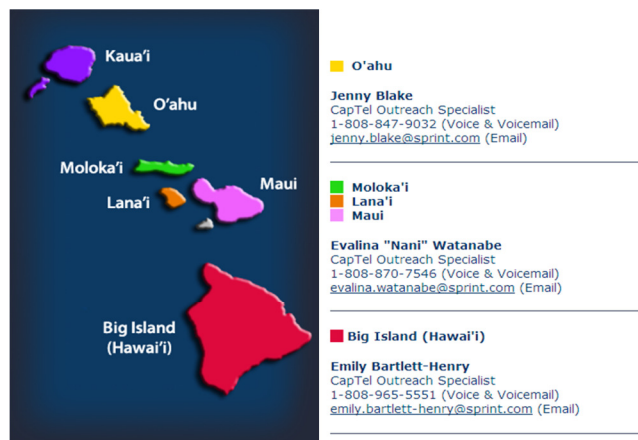 Kaua'i
O'ahu
Moloka'i
Lana'i
Maui
Big Island
(Hawai'i)
O'ahu
Jenny Blake
CapTel Outreach Specialist
1-808-847-9032 (Voice & Voicemail)
jenny.blake@sprint.com (Email)
Moloka'i
Lana'i
Maui
Evalina "Nani" Watanabe
CapTel Outreach Specialist
1-808-870-7546 (Voice & Voicemail)
evalina.watanabe@sprint.com (Email)
Big Island (Hawai'i)
Emily Bartlett-Henry
CapTel Outreach Specialist
1-808-965-5551 (Voice & Voicemail)
emily.bartlett-henry@sprint.com (Email)